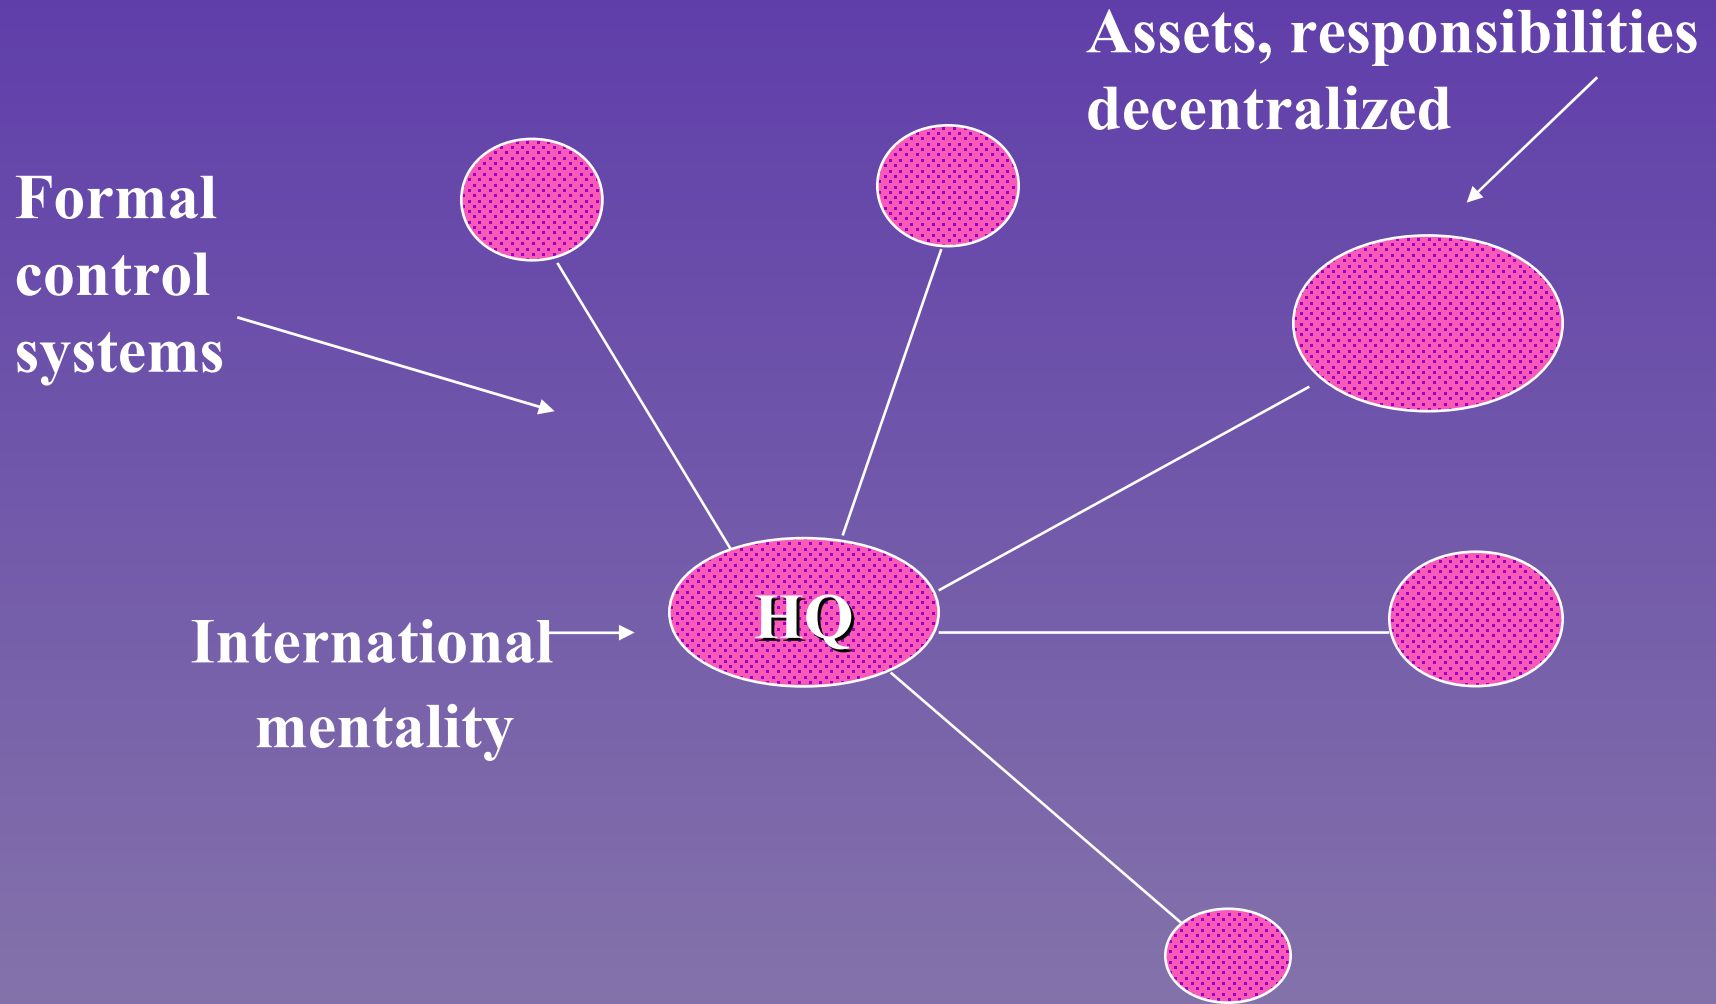 Assets, responsibilities
decentralized
Formal
control
systems
HQ
International
mentality